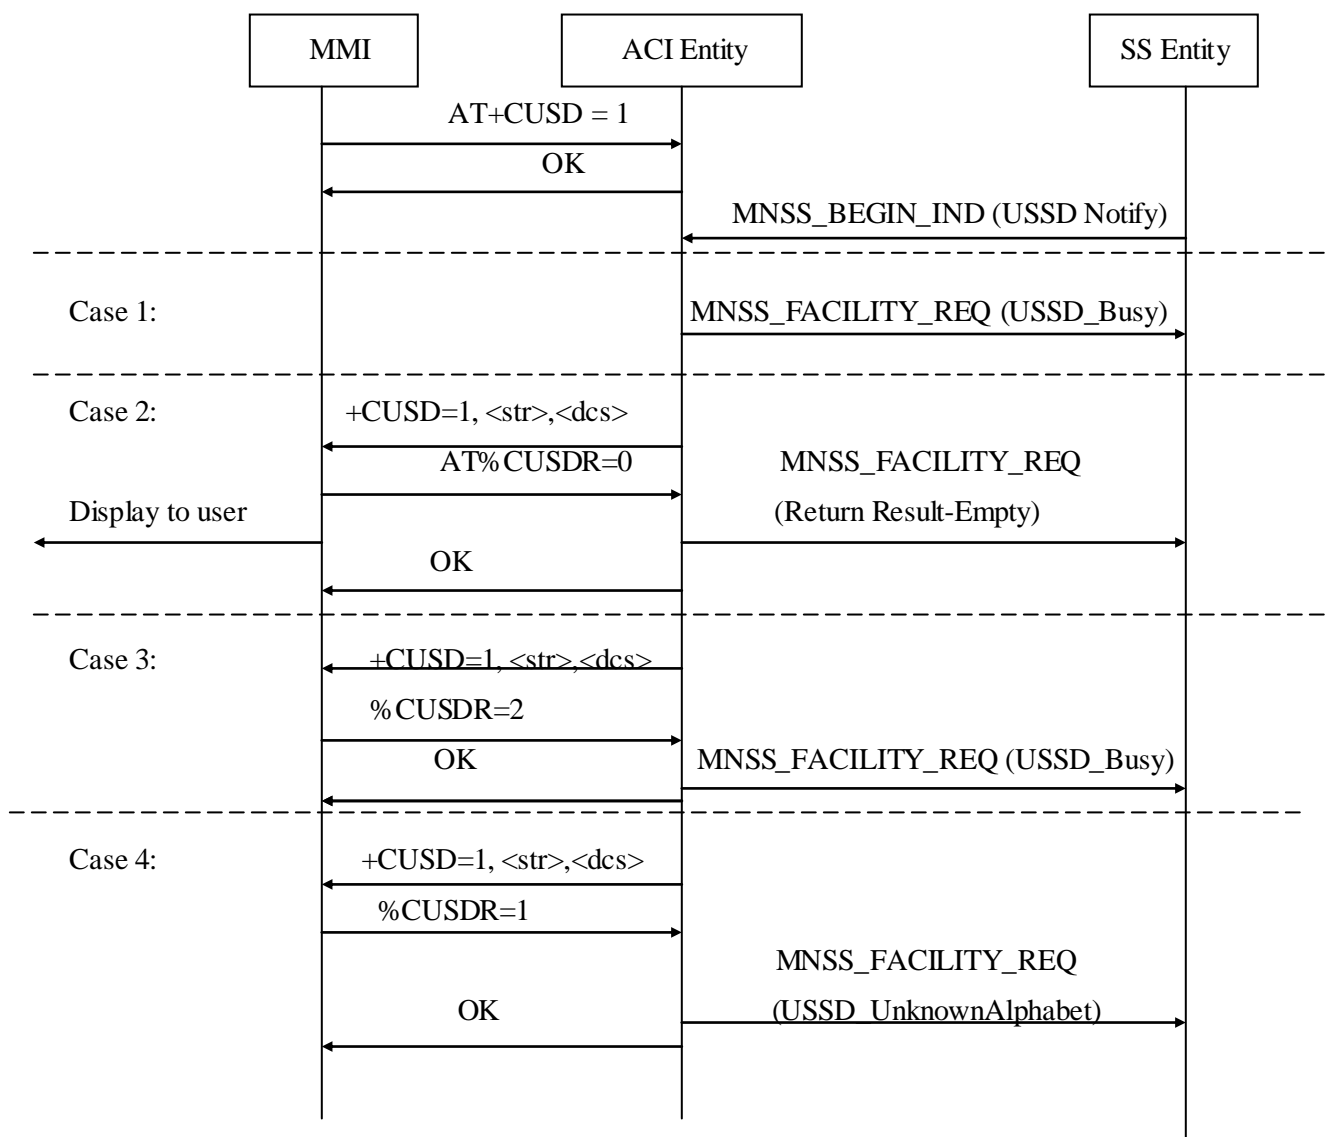 MMI
ACI Entity
SS Entity
AT+CUSD = 1
OK
MNSS_BEGIN_IND (USSD Notify)
Case 1:
MNSS_FACILITY_REQ (USSD_Busy)
Case 2:
+CUSD=1, <str>,<dcs>
AT%CUSDR=0
MNSS_FACILITY_REQ
Display to user
(Return Result-Empty)
OK
Case 3:
+CUSD=1, <str>,<dcs>
%CUSDR=2
OK
MNSS_FACILITY_REQ (USSD_Busy)
Case 4:
+CUSD=1, <str>,<dcs>
%CUSDR=1
MNSS_FACILITY_REQ
OK
(USSD_UnknownAlphabet)